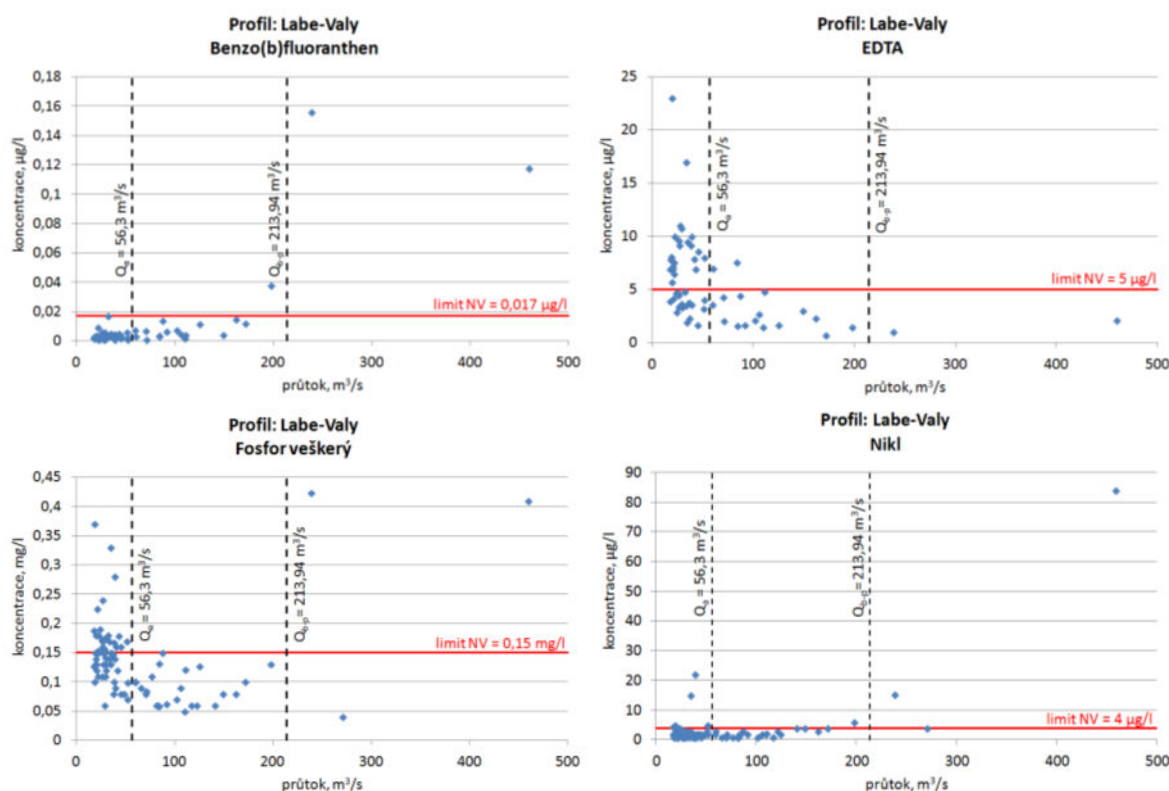 Profil: Labe-Valy
Benzo(b)fluoranthen
koncentrace, µg/l
0,18
0,16
0,14
0,12
0,1
0,08
0,06
0,04
0,02
0
Qₐ = 56,3 m³/s
Q_b-p = 213,94 m³/s
limit NV = 0,017 µg/l
0 100 200 300 400 500
průtok, m³/s
Profil: Labe-Valy
EDTA
koncentrace, µg/l
25
20
15
10
5
0
Qₐ = 56,3 m³/s
Q_b-p = 213,94 m³/s
limit NV = 5 µg/l
0 100 200 300 400 500
průtok, m³/s
Profil: Labe-Valy
Fosfor veškerý
koncentrace, mg/l
0,45
0,4
0,35
0,3
0,25
0,2
0,15
0,1
0,05
0
Qₐ = 56,3 m³/s
Q_b-p = 213,94 m³/s
limit NV = 0,15 mg/l
0 100 200 300 400 500
průtok, m³/s
Profil: Labe-Valy
Nikl
koncentrace, µg/l
90
80
70
60
50
40
30
20
10
0
Qₐ = 56,3 m³/s
Q_b-p = 213,94 m³/s
limit NV = 4 µg/l
0 100 200 300 400 500
průtok, m³/s